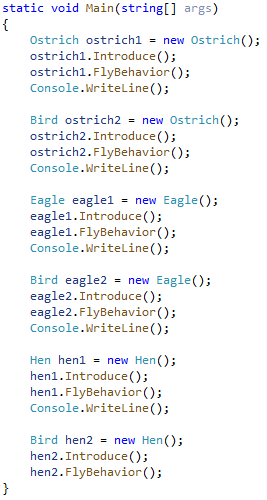 static void Main(string[] args)
{
    Ostrich ostrich1 = new Ostrich();
    ostrich1.Introduce();
    ostrich1.FlyBehavior();
    Console.WriteLine();

    Bird ostrich2 = new Ostrich();
    ostrich2.Introduce();
    ostrich2.FlyBehavior();
    Console.WriteLine();

    Eagle eagle1 = new Eagle();
    eagle1.Introduce();
    eagle1.FlyBehavior();
    Console.WriteLine();

    Bird eagle2 = new Eagle();
    eagle2.Introduce();
    eagle2.FlyBehavior();
    Console.WriteLine();

    Hen hen1 = new Hen();
    hen1.Introduce();
    hen1.FlyBehavior();
    Console.WriteLine();

    Bird hen2 = new Hen();
    hen2.Introduce();
    hen2.FlyBehavior();
}